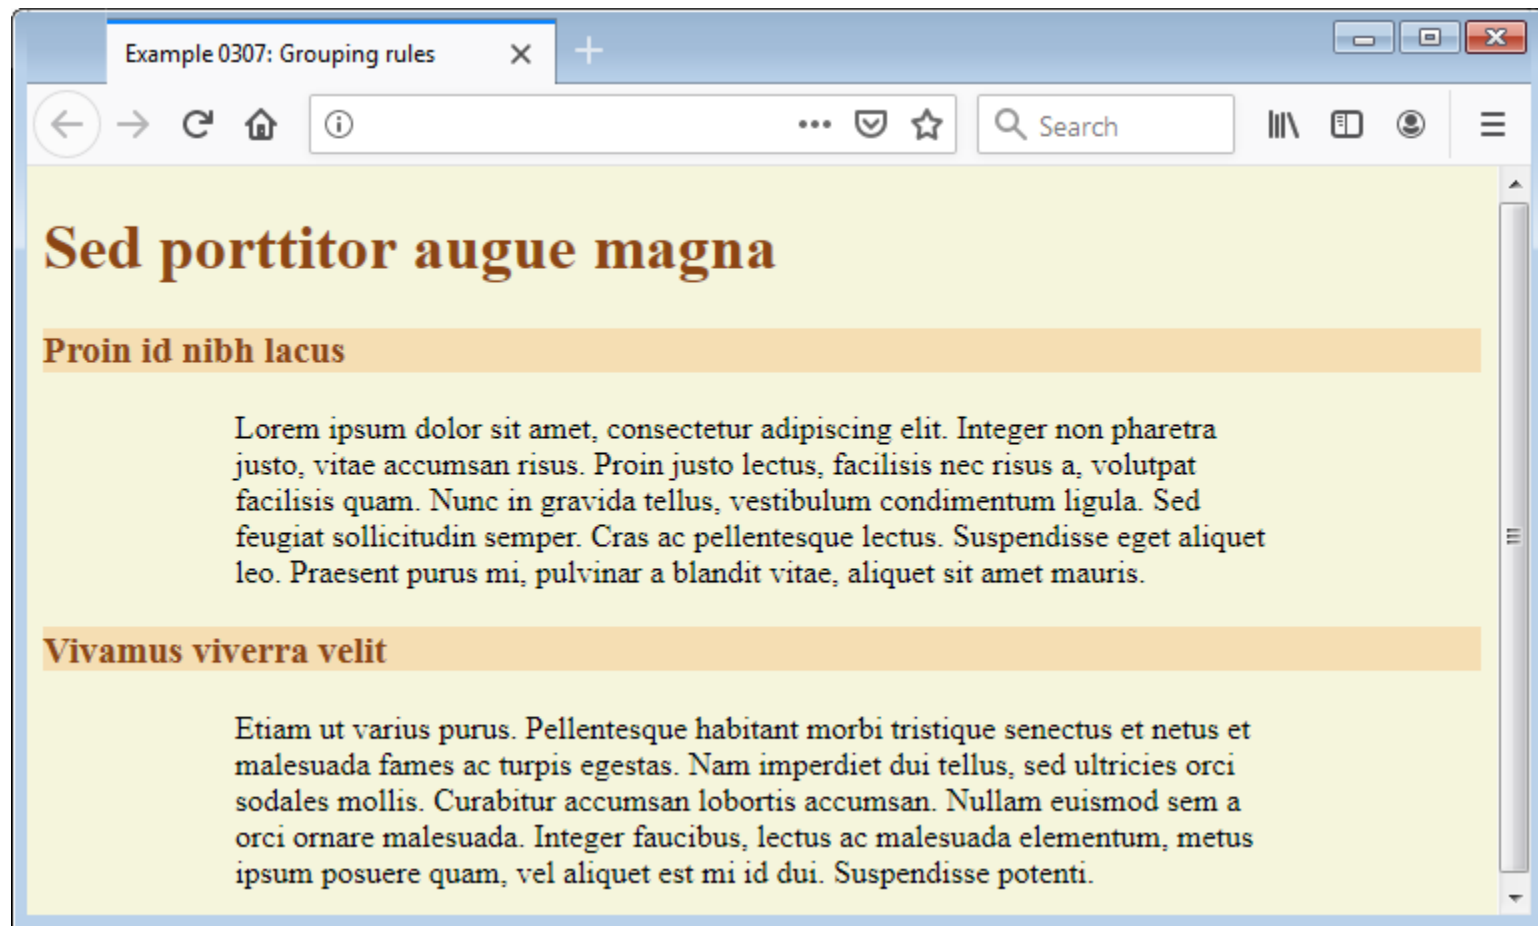 Example 0307: Grouping rules
Search
Sed porttitor augue magna
Proin id nibh lacus
Lorem ipsum dolor sit amet, consectetur adipiscing elit. Integer non pharetra
justo, vitae accumsan risus. Proin justo lectus, facilisis nec risus a, volutpat
facilisis quam. Nunc in gravida tellus, vestibulum condimentum ligula. Sed
feugiat sollicitudin semper. Cras ac pellentesque lectus. Suspendisse eget aliquet
leo. Praesent purus mi, pulvinar a blandit vitae, aliquet sit amet mauris.
Vivamus viverra velit
Etiam ut varius purus. Pellentesque habitant morbi tristique senectus et netus et
malesuada fames ac turpis egestas. Nam imperdiet dui tellus, sed ultricies orci
sodales mollis. Curabitur accumsan lobortis accumsan. Nullam euismod sem a
orci ornare malesuada. Integer faucibus, lectus ac malesuada elementum, metus
ipsum posuere quam, vel aliquet est mi id dui. Suspendisse potenti.